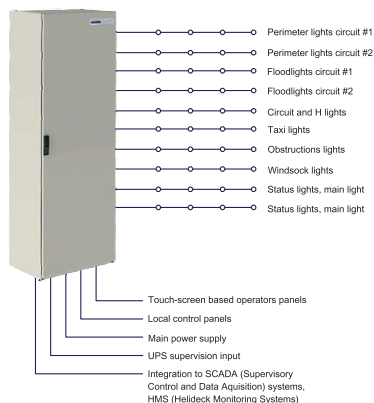 Perimeter lights circuit #1
Perimeter lights circuit #2
Floodlights circuit #1
Floodlights circuit #2
Circuit and H lights
Taxi lights
Obstructions lights
Windsock lights
Status lights, main light
Status lights, main light
Touch-screen based operators panels
Local control panels
Main power supply
UPS supervision input
Integration to SCADA (Supervisory
Control and Data Aquisition) systems,
HMS (Helideck Monitoring Systems)